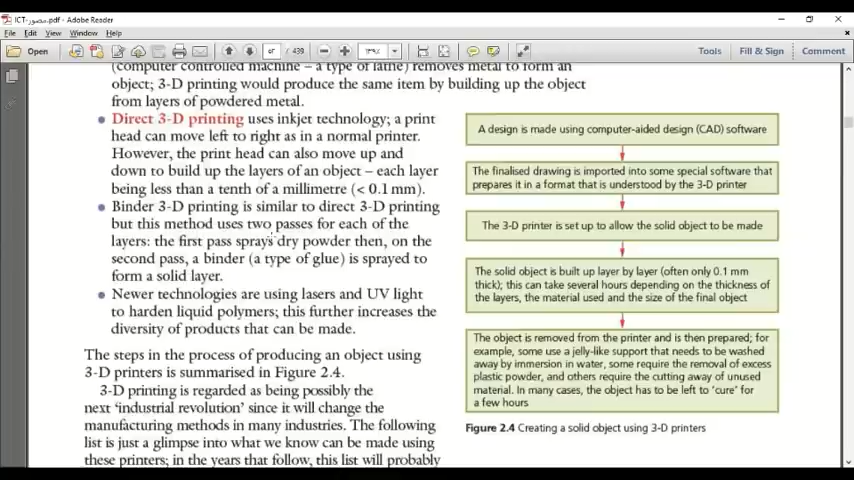 ICT-مصور.pdf - Adobe Reader
File Edit View Window Help
Open
/ 439
Tools Fill & Sign Comment
(computer controlled machine – a type of lathe) removes metal to form an
object; 3-D printing would produce the same item by building up the object
from layers of powdered metal.
• Direct 3-D printing uses inkjet technology; a print
head can move left to right as in a normal printer.
However, the print head can also move up and
down to build up the layers of an object – each layer
being less than a tenth of a millimetre (< 0.1 mm).
• Binder 3-D printing is similar to direct 3-D printing
but this method uses two passes for each of the
layers: the first pass sprays dry powder then, on the
second pass, a binder (a type of glue) is sprayed to
form a solid layer.
• Newer technologies are using lasers and UV light
to harden liquid polymers; this further increases the
diversity of products that can be made.
The steps in the process of producing an object using
3-D printers is summarised in Figure 2.4.
3-D printing is regarded as being possibly the
next ‘industrial revolution’ since it will change the
manufacturing methods in many industries. The following
list is just a glimpse into what we know can be made using
these printers; in the years that follow, this list will probably
A design is made using computer-aided design (CAD) software
The finalised drawing is imported into some special software that
prepares it in a format that is understood by the 3-D printer
The 3-D printer is set up to allow the solid object to be made
The solid object is built up layer by layer (often only 0.1 mm
thick); this can take several hours depending on the thickness of
the layers, the material used and the size of the final object
The object is removed from the printer and is then prepared; for
example, some use a jelly-like support that needs to be washed
away by immersion in water, some require the removal of excess
plastic powder, and others require the cutting away of unused
material. In many cases, the object has to be left to ‘cure’ for
a few hours
Figure 2.4 Creating a solid object using 3-D printers